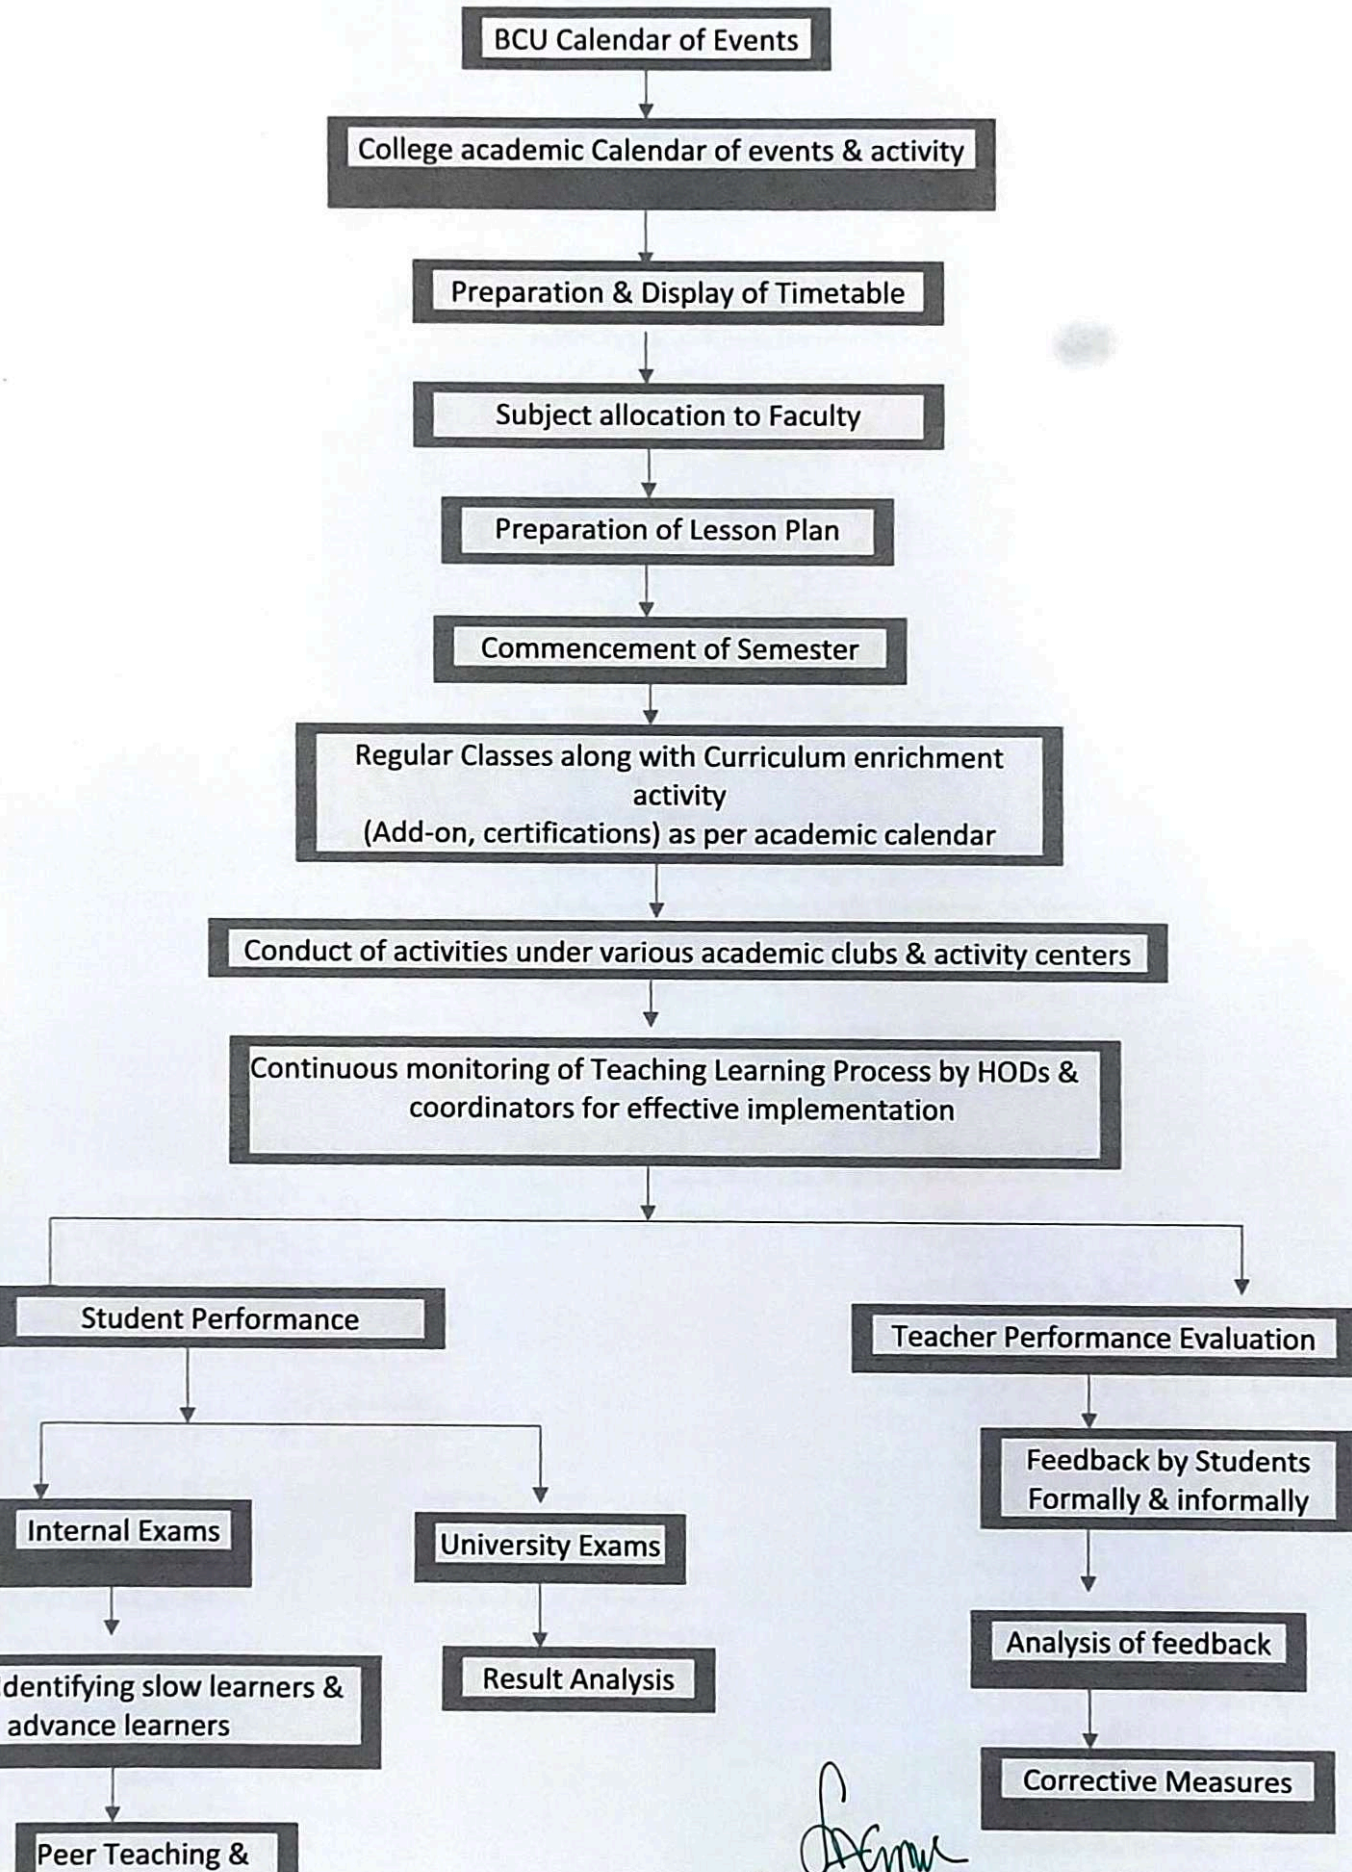 BCU Calendar of Events
College academic Calendar of events & activity
Preparation & Display of Timetable
Subject allocation to Faculty
Preparation of Lesson Plan
Commencement of Semester
Regular Classes along with Curriculum enrichment
activity
(Add-on, certifications) as per academic calendar
Conduct of activities under various academic clubs & activity centers
Continuous monitoring of Teaching Learning Process by HODs &
coordinators for effective implementation
Student Performance
Teacher Performance Evaluation
Feedback by Students
Formally & informally
Internal Exams
University Exams
Analysis of feedback
dentifying slow learners &
advance learners
Result Analysis
Corrective Measures
Peer Teaching &